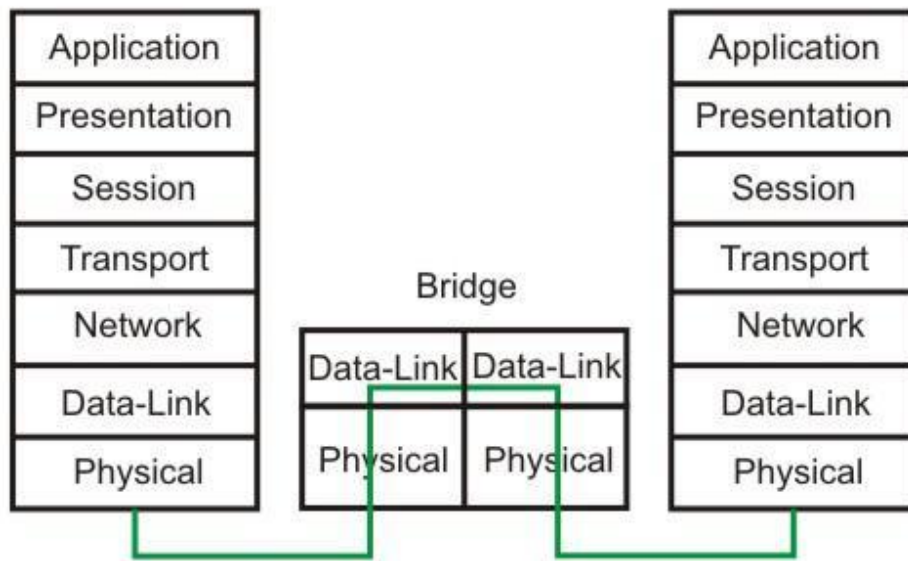 Application
Presentation
Session
Transport
Network
Data-Link
Physical
Bridge
Data-Link Data-Link
Physical Physical
Application
Presentation
Session
Transport
Network
Data-Link
Physical